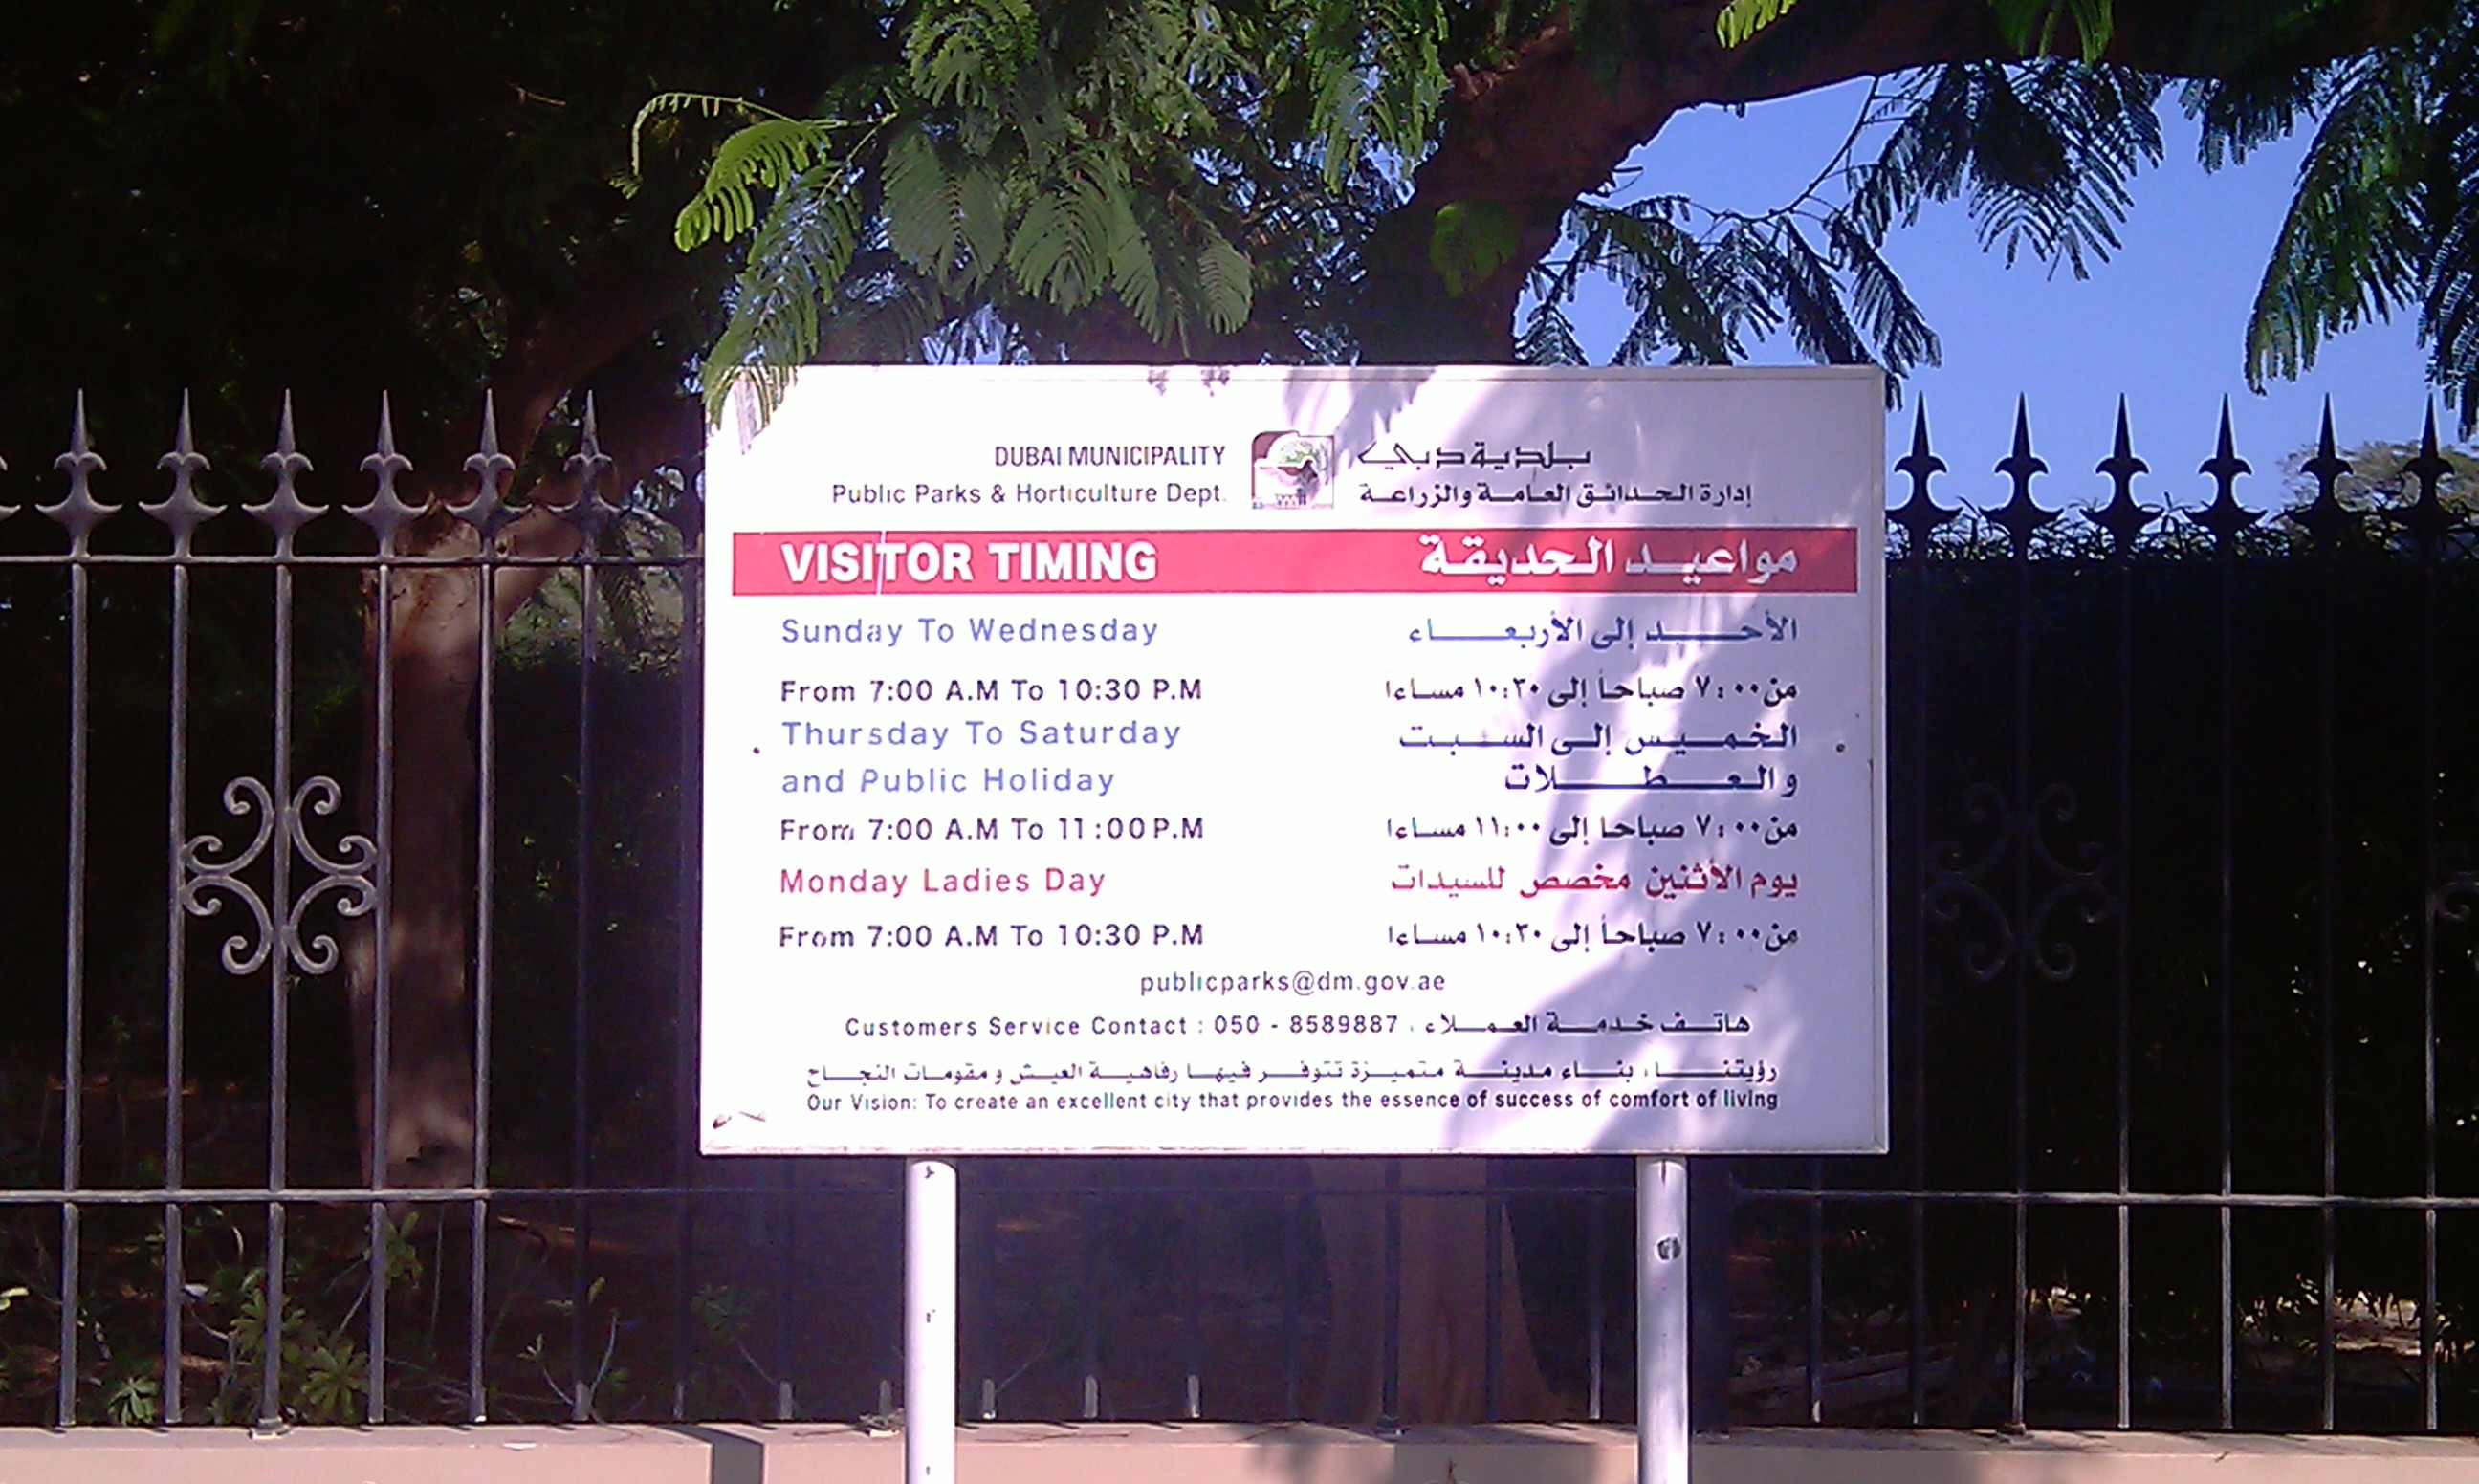 DUBAI MUNICIPALITY
بلدية دبي
Public Parks & Horticulture Dept.
إدارة الحدائق العامة والزراعة
VISITOR TIMING
مواعيد الحديقة
Sunday To Wednesday
الأحد إلى الأربعاء
From 7:00 A.M To 10:30 P.M
من ٧:٠٠ صباحاً إلى ١٠:٣٠ مساءا
Thursday To Saturday
الخميس إلى السبت
and Public Holiday
والعطلات
From 7:00 A.M To 11:00 P.M
من ٧:٠٠ صباحا إلى ١١:٠٠ مساءا
Monday Ladies Day
يوم الأثنين مخصص للسيدات
From 7:00 A.M To 10:30 P.M
من ٧:٠٠ صباحاً إلى ١٠:٣٠ مساءا
publicparks@dm.gov.ae
Customers Service Contact : 050 - 8589887 : هاتف خدمة العملاء
رؤيتنا : بناء مدينة متميزة تتوفر فيها رفاهية العيش و مقومات النجاح
Our Vision: To create an excellent city that provides the essence of success of comfort of living